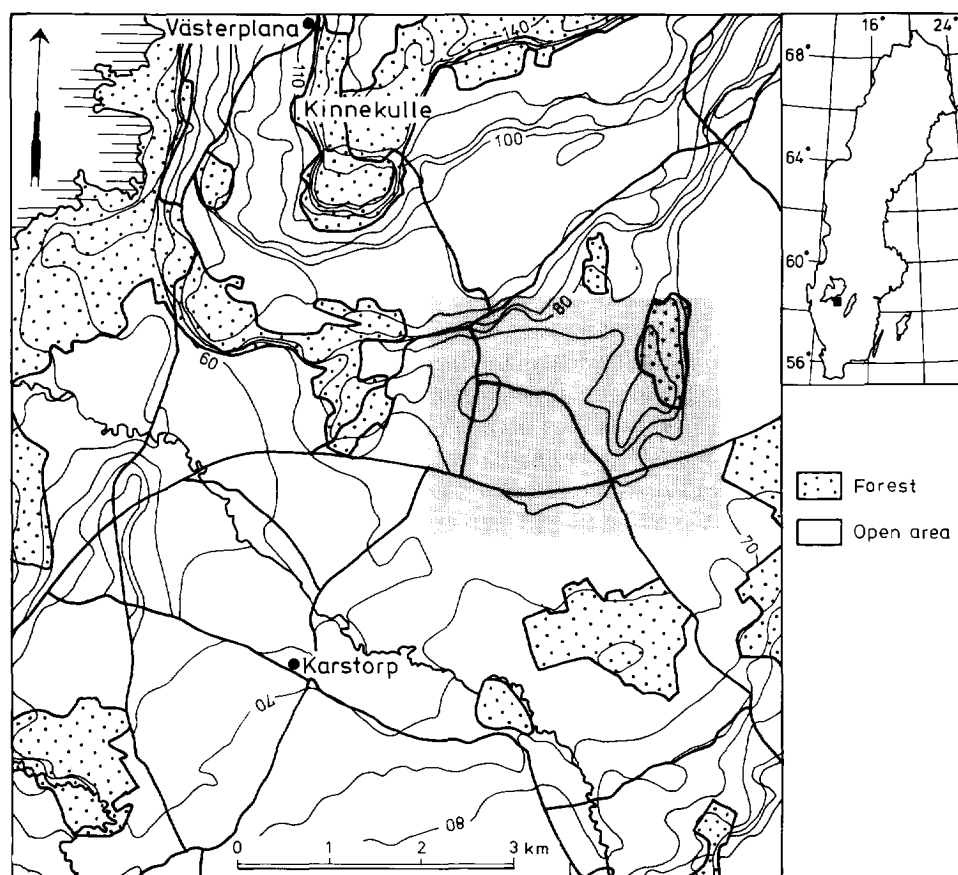 Västerplana
Kinnekulle
140
110
100
80
60
70
Karstorp
70
80
0 1 2 3 km
16° 24°
68°
64°
60°
56°
Forest
Open area